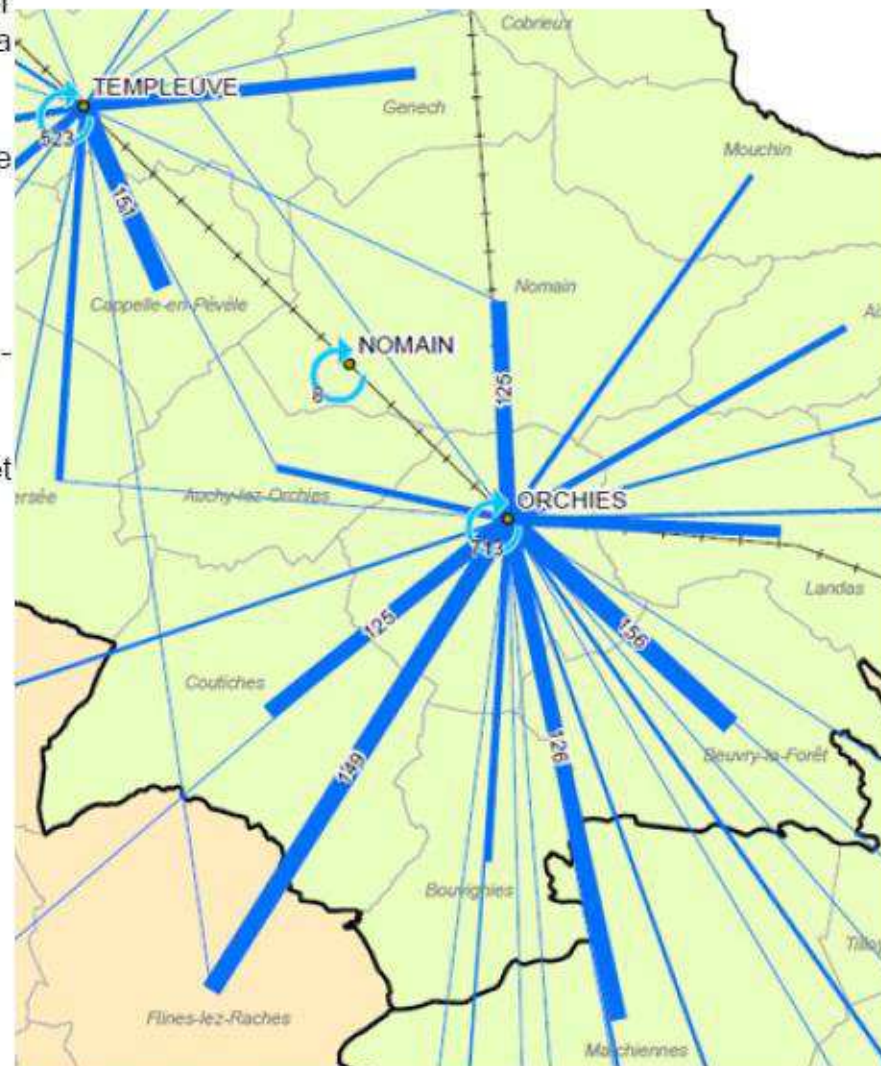 Cobrieux
TEMPLEUVE
Genech
523
Mouchin
151
Nomain
Cappelle-en-Pévèle
NOMAIN
8
125
Auchy-lez-Orchies
ORCHIES
713
Landas
125
156
Coutiches
126
149
Beuvry-la-Forêt
Bouvignies
Flines-lez-Raches
Marchiennes